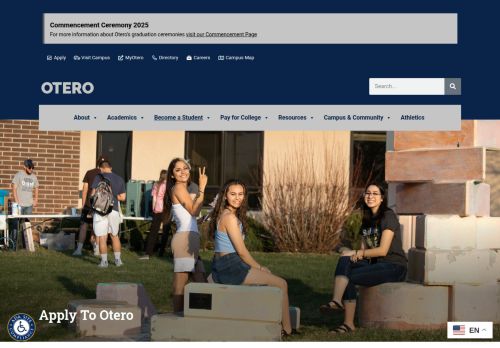 Commencement Ceremony 2025
For more information about Otero's graduation ceremonies visit our Commencement Page
Apply Visit Campus MyOtero Directory Careers Campus Map
OTERO
Search...
About Academics Become a Student Pay for College Resources Campus & Community Athletics
Apply To Otero
EN